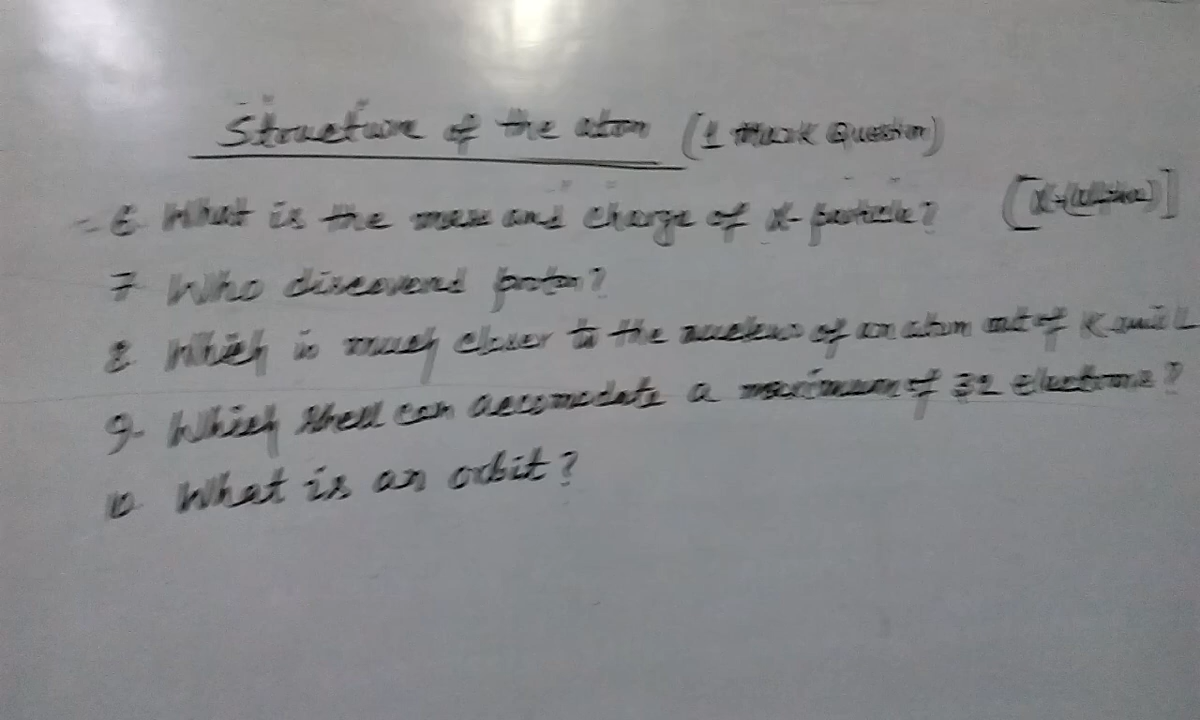 Structure of the atom (1 Mark Question)
6 What is the mass and charge of α- particle? [α-(alpha)]
7 Who discovered proton?
8 Which is much closer to the nucleus of an atom out of K and L
9- Which shell can accomodate a maximum of 32 electrons?
10 What is an orbit?